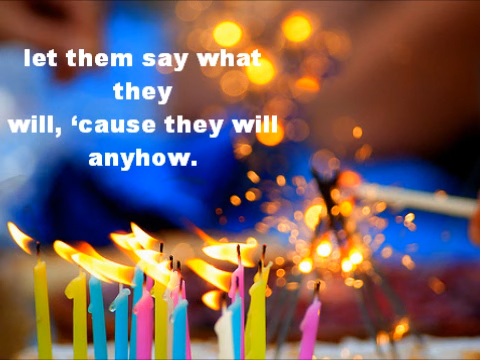 let them say what
they
will, ‘cause they will
anyhow.